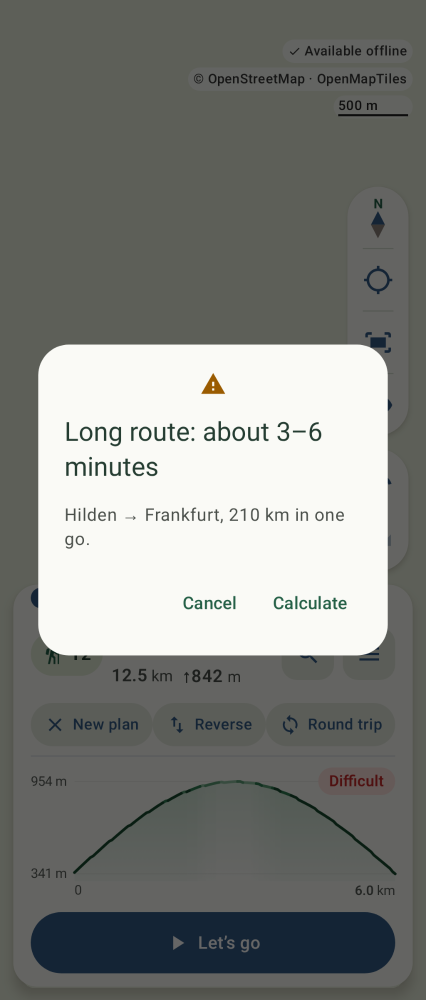 ✓ Available offline
© OpenStreetMap · OpenMapTiles
500 m
N
Long route: about 3–6
minutes
Hilden → Frankfurt, 210 km in one
go.
Cancel
Calculate
12
12.5 km ↑842 m
New plan
Reverse
Round trip
954 m
Difficult
341 m
0
6.0 km
Let's go